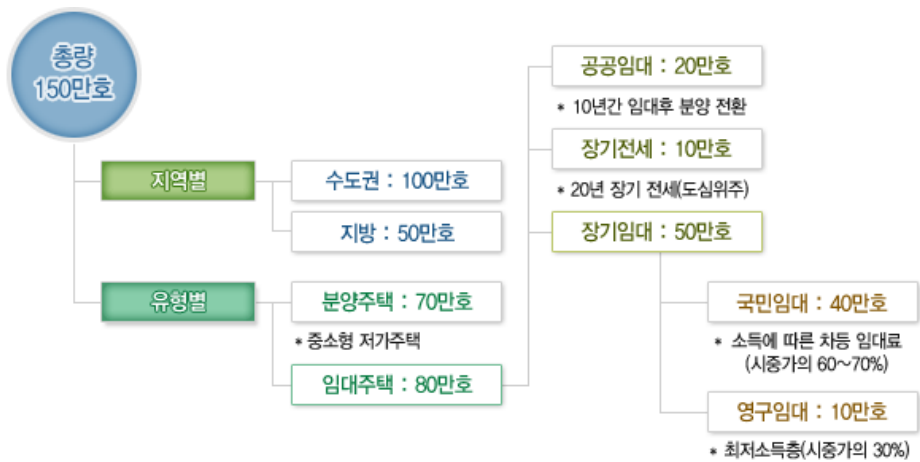 총량
150만호
지역별
수도권 : 100만호
지방 : 50만호
유형별
분양주택 : 70만호
* 중소형 저가주택
임대주택 : 80만호
공공임대 : 20만호
* 10년간 임대후 분양 전환
장기전세 : 10만호
* 20년 장기 전세(도심위주)
장기임대 : 50만호
국민임대 : 40만호
* 소득에 따른 차등 임대료
(시중가의 60~70%)
영구임대 : 10만호
* 최저소득층(시중가의 30%)